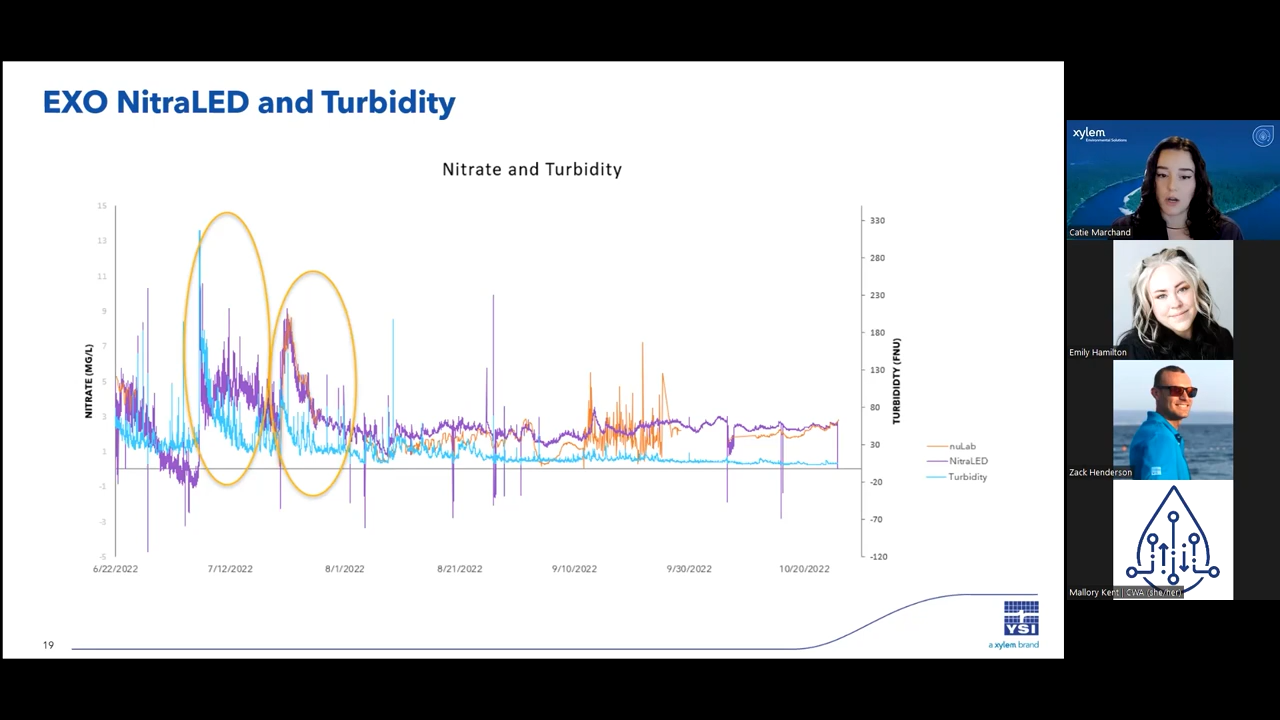 EXO NitraLED and Turbidity
Nitrate and Turbidity
15
13
11
9
7
5
3
1
-1
-3
-5
NITRATE (MG/L)
330
280
230
180
130
80
30
-20
-70
-120
TURBIDITY (FNU)
6/22/2022
7/12/2022
8/1/2022
8/21/2022
9/10/2022
9/30/2022
10/20/2022
nuLab
NitraLED
Turbidity
19
YSI
a xylem brand
xylem
Environmental Solutions
Catie Marchand
Emily Hamilton
Zack Henderson
Mallory Kent | CWA (she/her)